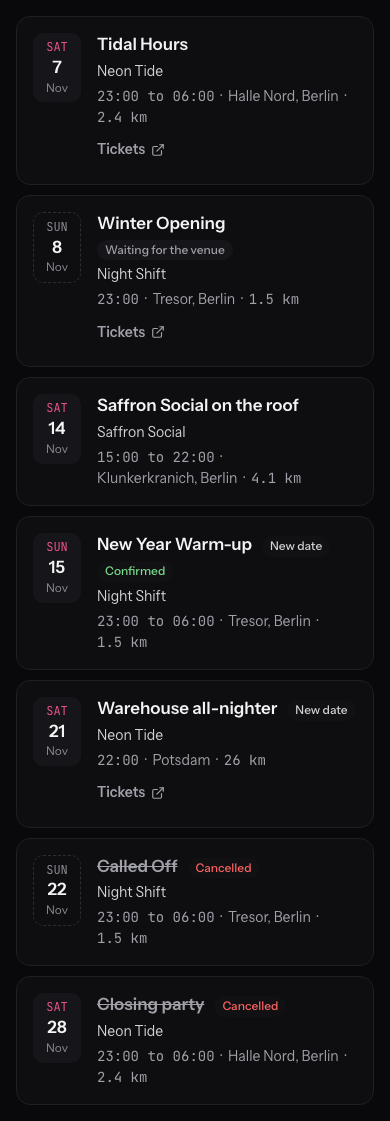 SAT
7
Nov
Tidal Hours
Neon Tide
23:00 to 06:00 · Halle Nord, Berlin ·
2.4 km
Tickets
SUN
8
Nov
Winter Opening
Waiting for the venue
Night Shift
23:00 · Tresor, Berlin · 1.5 km
Tickets
SAT
14
Nov
Saffron Social on the roof
Saffron Social
15:00 to 22:00 ·
Klunkerkranich, Berlin · 4.1 km
SUN
15
Nov
New Year Warm-up New date
Confirmed
Night Shift
23:00 to 06:00 · Tresor, Berlin ·
1.5 km
SAT
21
Nov
Warehouse all-nighter New date
Neon Tide
22:00 · Potsdam · 26 km
Tickets
SUN
22
Nov
Called Off Cancelled
Night Shift
23:00 to 06:00 · Tresor, Berlin ·
1.5 km
SAT
28
Nov
Closing party Cancelled
Neon Tide
23:00 to 06:00 · Halle Nord, Berlin ·
2.4 km